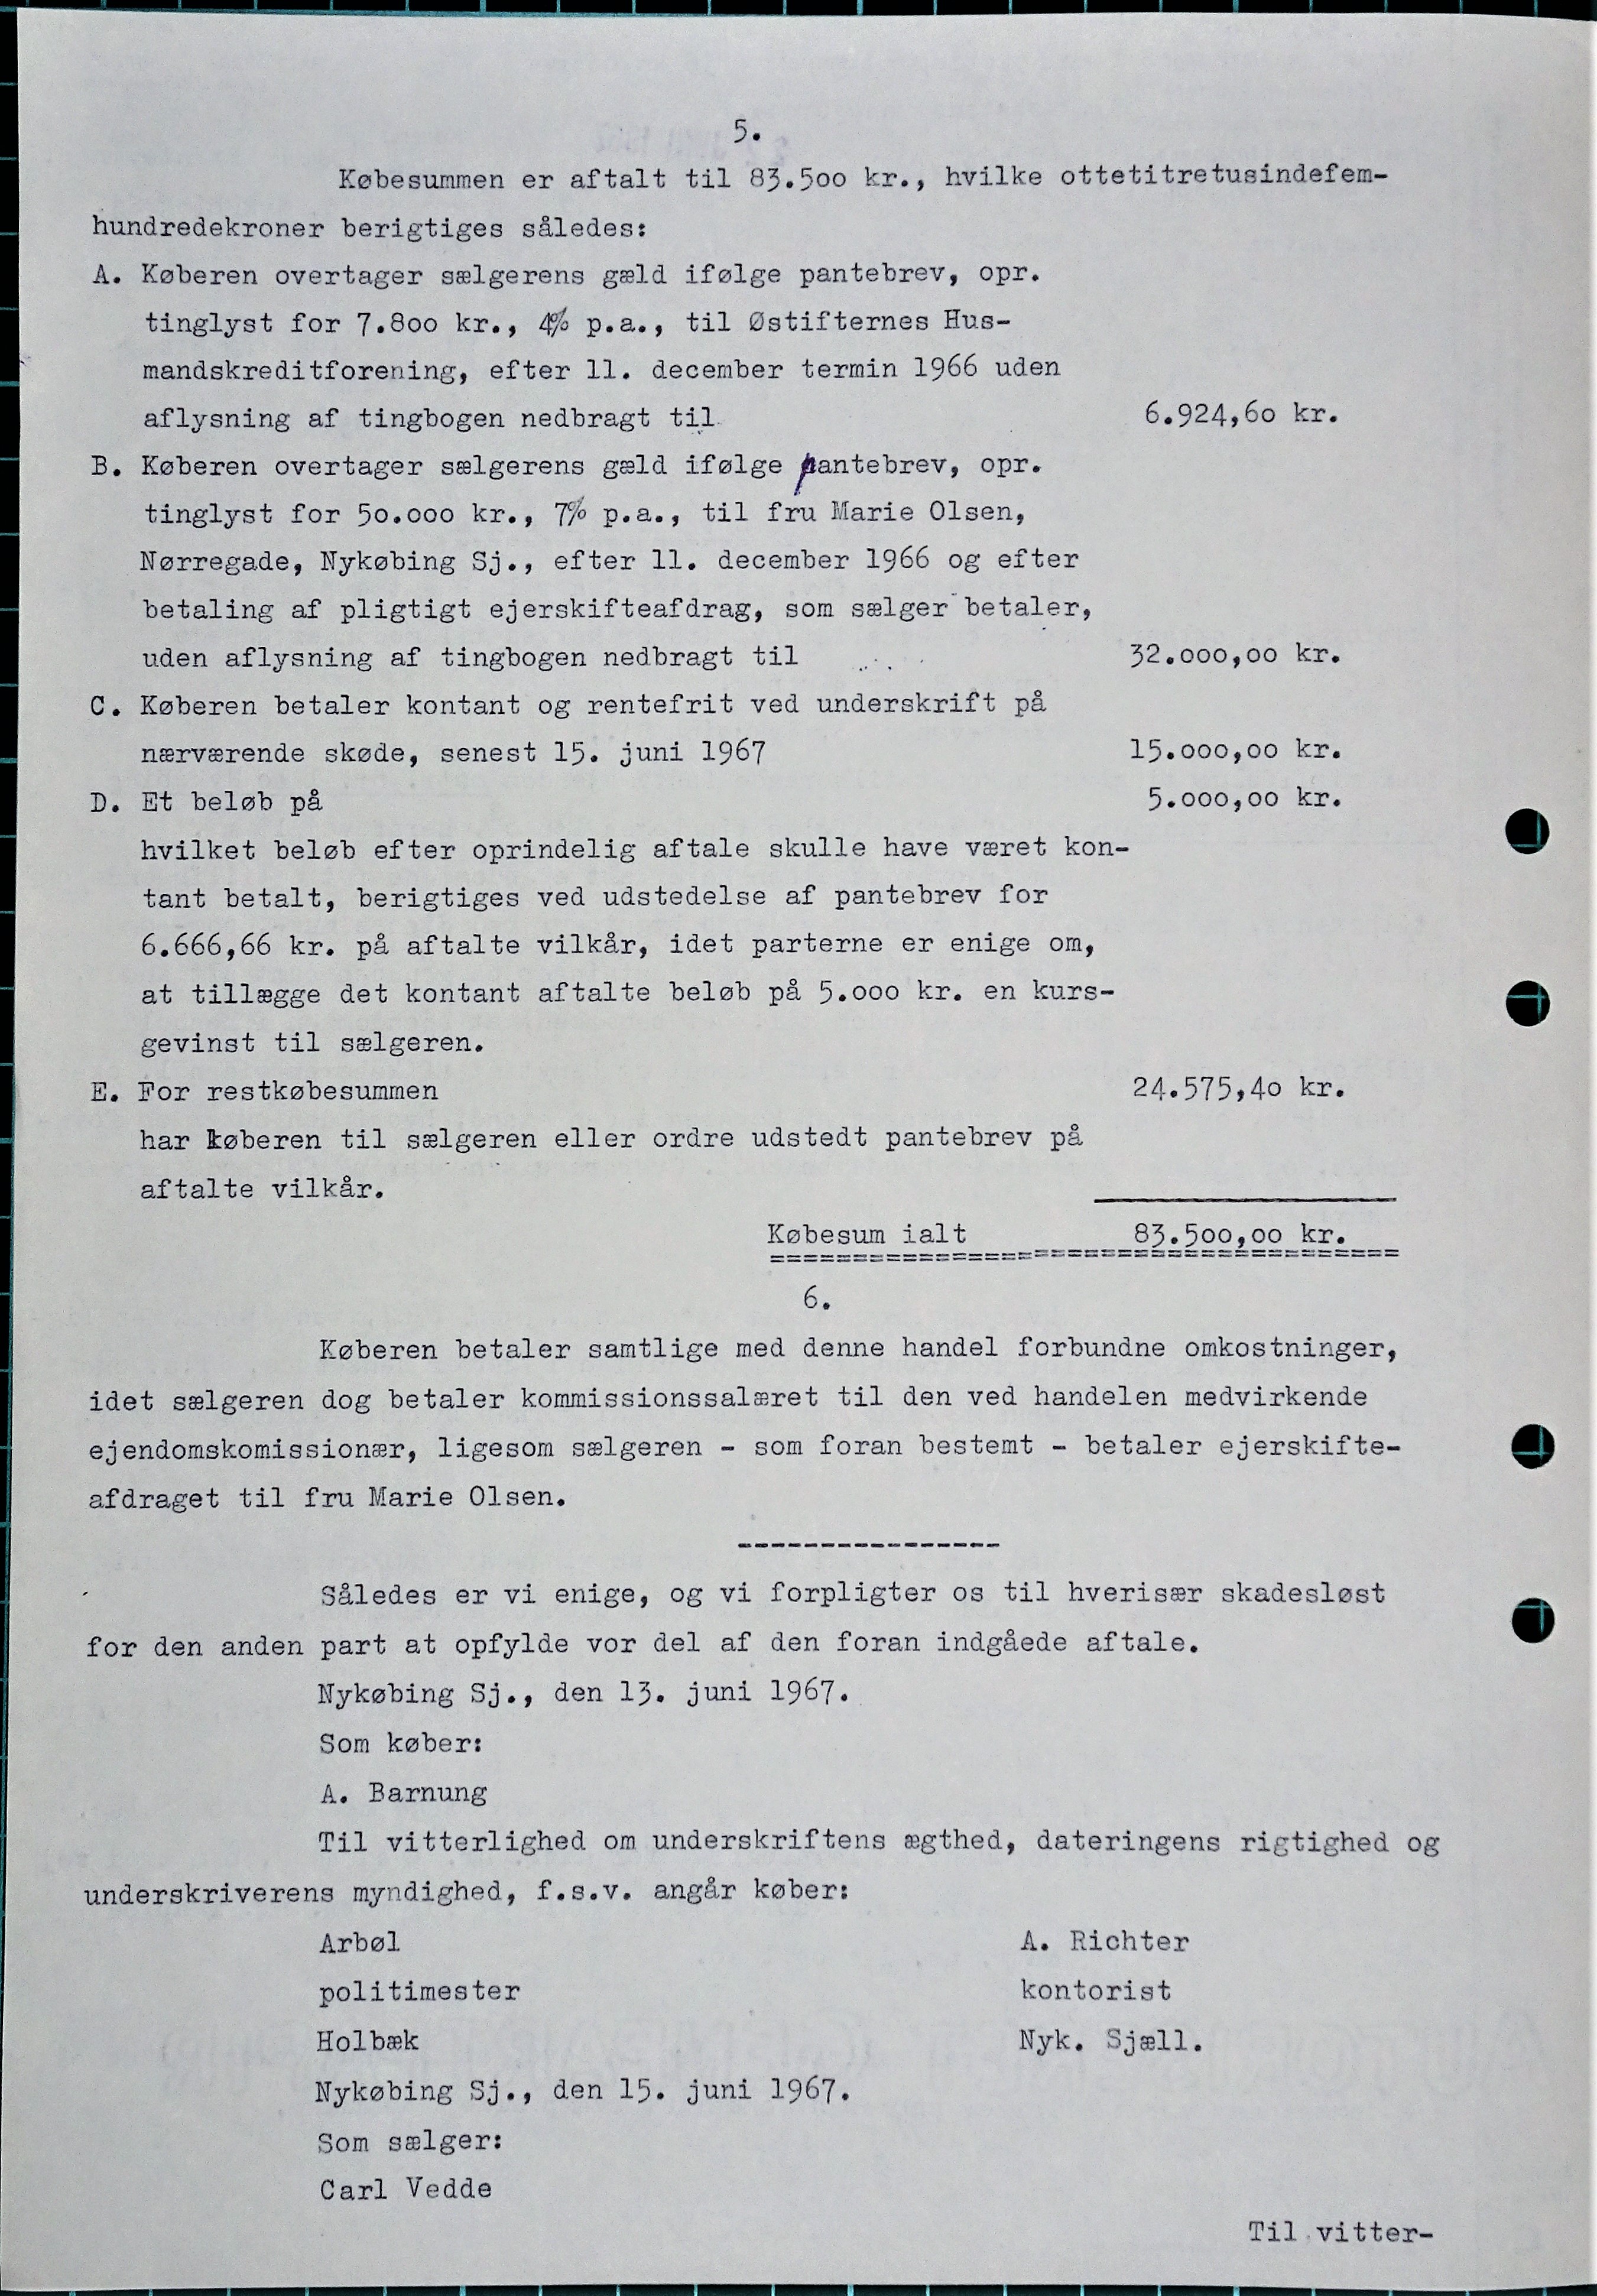 5.
Købesummen er aftalt til 83.500 kr., hvilke ottetitretusindefem-
hundredekroner berigtiges således:
A. Køberen overtager sælgerens gæld ifølge pantebrev, opr.
tinglyst for 7.800 kr., 4% p.a., til Østifternes Hus-
mandskreditforening, efter 11. december termin 1966 uden
aflysning af tingbogen nedbragt til 6.924,60 kr.
B. Køberen overtager sælgerens gæld ifølge pantebrev, opr.
tinglyst for 50.000 kr., 7% p.a., til fru Marie Olsen,
Nørregade, Nykøbing Sj., efter 11. december 1966 og efter
betaling af pligtigt ejerskifteafdrag, som sælger betaler,
uden aflysning af tingbogen nedbragt til 32.000,00 kr.
C. Køberen betaler kontant og rentefrit ved underskrift på
nærværende skøde, senest 15. juni 1967 15.000,00 kr.
D. Et beløb på 5.000,00 kr.
hvilket beløb efter oprindelig aftale skulle have været kon-
tant betalt, berigtiges ved udstedelse af pantebrev for
6.666,66 kr. på aftalte vilkår, idet parterne er enige om,
at tillægge det kontant aftalte beløb på 5.000 kr. en kurs-
gevinst til sælgeren.
E. For restkøbesummen 24.575,40 kr.
har køberen til sælgeren eller ordre udstedt pantebrev på
aftalte vilkår.
Købesum ialt 83.500,00 kr.
6.
Køberen betaler samtlige med denne handel forbundne omkostninger,
idet sælgeren dog betaler kommissionssalæret til den ved handelen medvirkende
ejendomskomissionær, ligesom sælgeren - som foran bestemt - betaler ejerskifte-
afdraget til fru Marie Olsen.
Således er vi enige, og vi forpligter os til hverisær skadesløst
for den anden part at opfylde vor del af den foran indgåede aftale.
Nykøbing Sj., den 13. juni 1967.
Som køber:
A. Barnung
Til vitterlighed om underskriftens ægthed, dateringens rigtighed og
underskriverens myndighed, f.s.v. angår køber:
Arbøl A. Richter
politimester kontorist
Holbæk Nyk. Sjæll.
Nykøbing Sj., den 15. juni 1967.
Som sælger:
Carl Vedde
Til vitter-